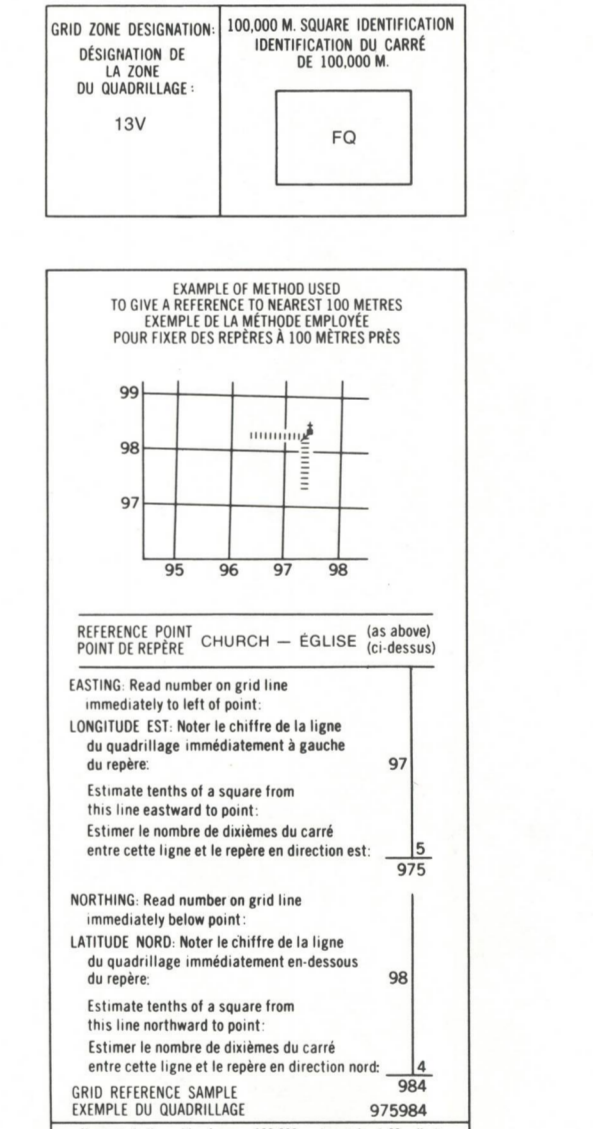 GRID ZONE DESIGNATION:
DÉSIGNATION DE
LA ZONE
DU QUADRILLAGE :
13V
100,000 M. SQUARE IDENTIFICATION
IDENTIFICATION DU CARRÉ
DE 100,000 M.
FQ
EXAMPLE OF METHOD USED
TO GIVE A REFERENCE TO NEAREST 100 METRES
EXEMPLE DE LA MÉTHODE EMPLOYÉE
POUR FIXER DES REPÈRES À 100 MÈTRES PRÈS
99
98
97
95 96 97 98
REFERENCE POINT
POINT DE REPÈRE
CHURCH — ÉGLISE
(as above)
(ci-dessus)
EASTING: Read number on grid line
immediately to left of point:
LONGITUDE EST: Noter le chiffre de la ligne
du quadrillage immédiatement à gauche
du repère: 97
Estimate tenths of a square from
this line eastward to point:
Estimer le nombre de dixièmes du carré
entre cette ligne et le repère en direction est: 5
975
NORTHING: Read number on grid line
immediately below point:
LATITUDE NORD: Noter le chiffre de la ligne
du quadrillage immédiatement en-dessous
du repère: 98
Estimate tenths of a square from
this line northward to point:
Estimer le nombre de dixièmes du carré
entre cette ligne et le repère en direction nord: 4
984
GRID REFERENCE SAMPLE
EXEMPLE DU QUADRILLAGE 975984